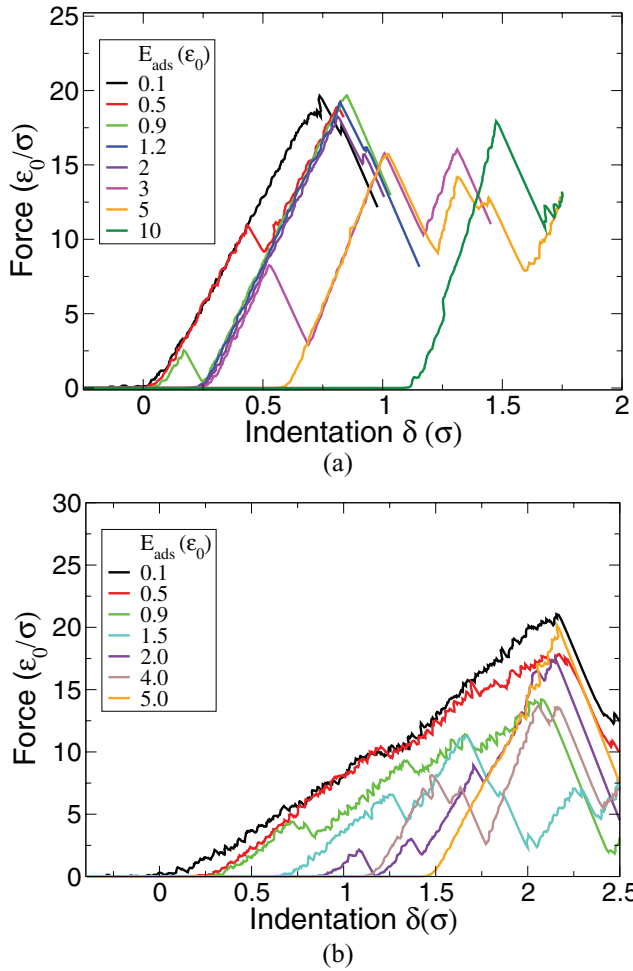 25
20
15
10
5
0
Force (ε₀/σ)
E_ads (ε₀)
0.1
0.5
0.9
1.2
2
3
5
10
0 0.5 1 1.5 2
Indentation δ (σ)
(a)
30
25
20
15
10
5
0
Force (ε₀/σ)
E_ads (ε₀)
0.1
0.5
0.9
1.5
2.0
4.0
5.0
0 0.5 1 1.5 2 2.5
Indentation δ(σ)
(b)